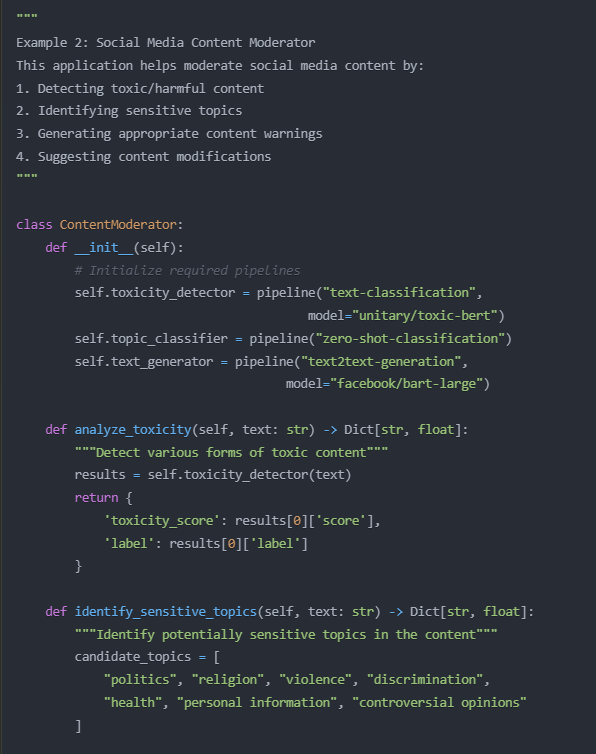 """
Example 2: Social Media Content Moderator
This application helps moderate social media content by:
1. Detecting toxic/harmful content
2. Identifying sensitive topics
3. Generating appropriate content warnings
4. Suggesting content modifications
"""

class ContentModerator:
    def __init__(self):
        # Initialize required pipelines
        self.toxicity_detector = pipeline("text-classification",
                                        model="unitary/toxic-bert")
        self.topic_classifier = pipeline("zero-shot-classification")
        self.text_generator = pipeline("text2text-generation",
                                     model="facebook/bart-large")

    def analyze_toxicity(self, text: str) -> Dict[str, float]:
        """Detect various forms of toxic content"""
        results = self.toxicity_detector(text)
        return {
            'toxicity_score': results[0]['score'],
            'label': results[0]['label']
        }

    def identify_sensitive_topics(self, text: str) -> Dict[str, float]:
        """Identify potentially sensitive topics in the content"""
        candidate_topics = [
            "politics", "religion", "violence", "discrimination",
            "health", "personal information", "controversial opinions"
        ]